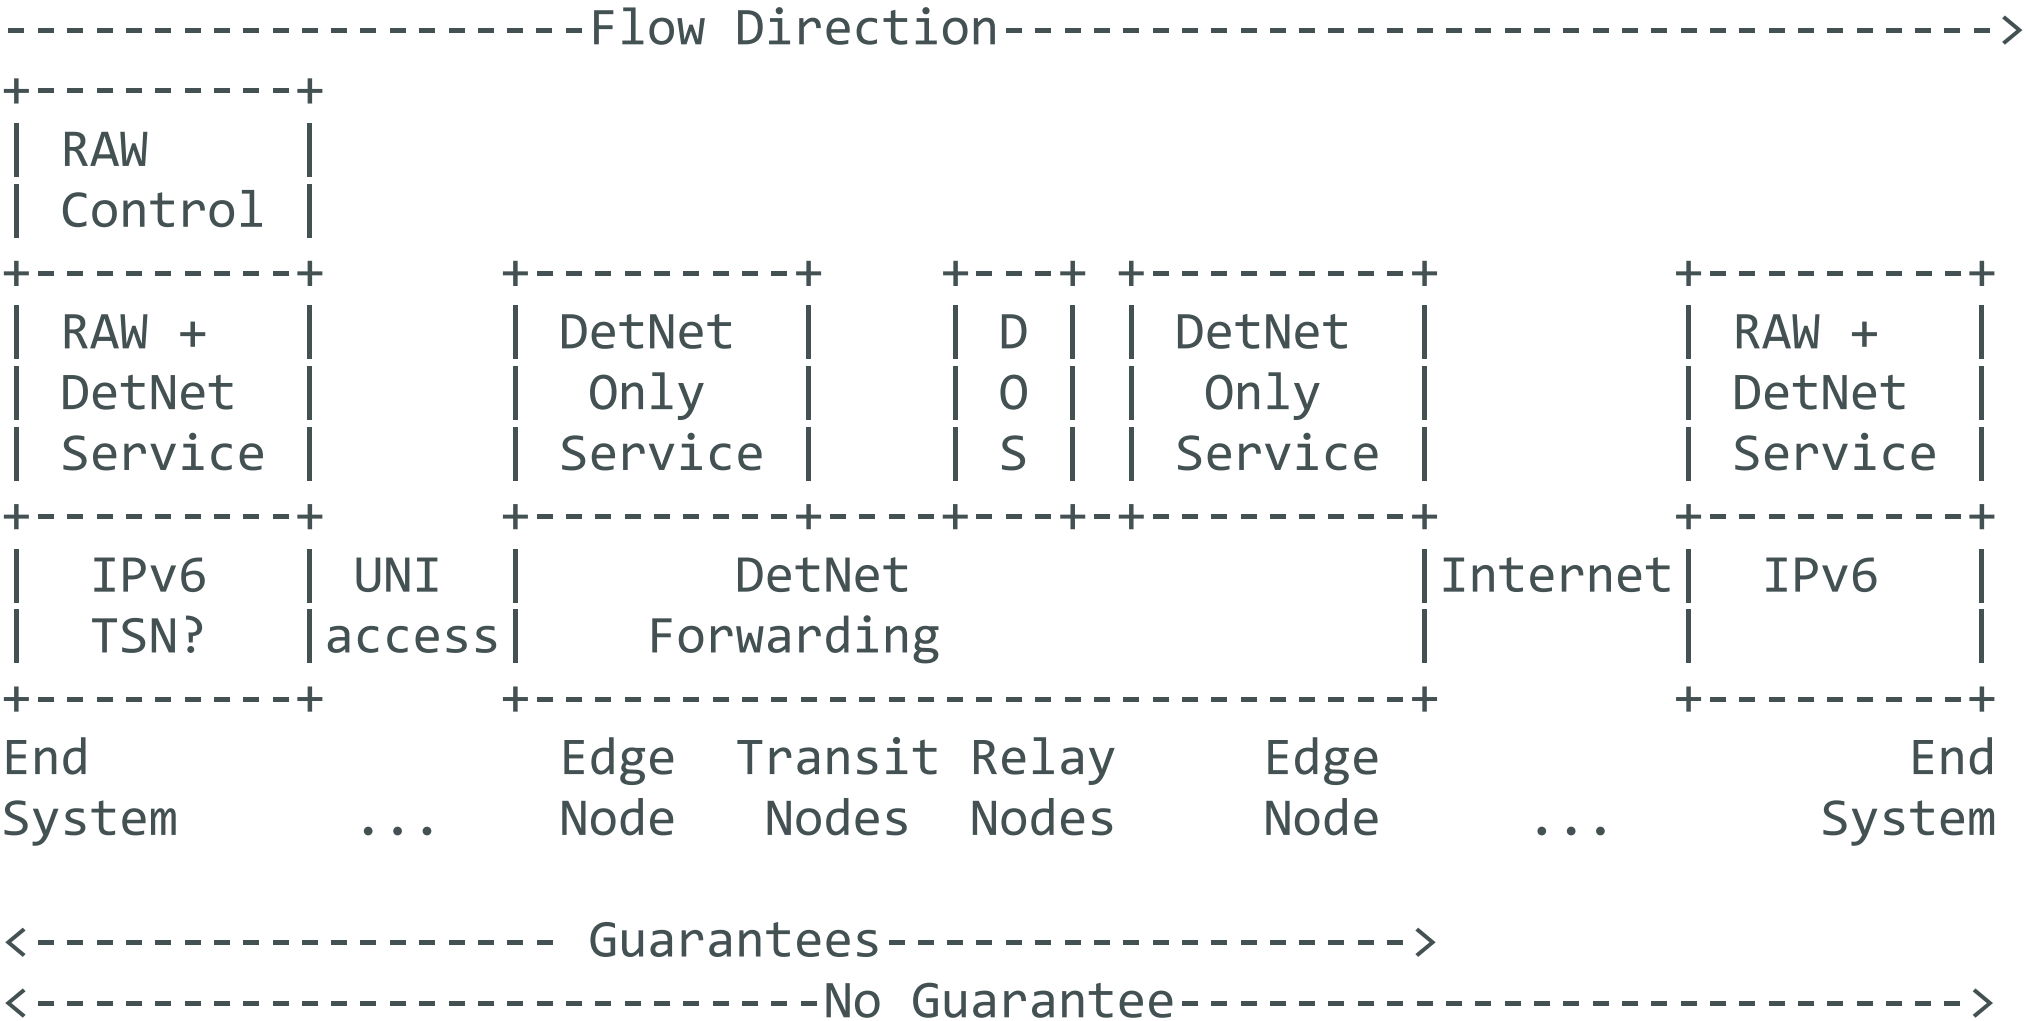 --------------------Flow Direction---------------------------------->
+----------+
| RAW      |
| Control  |
+----------+      +---------+    +---+ +---------+        +---------+
| RAW +    |      | DetNet  |    | D | | DetNet  |        | RAW +   |
| DetNet   |      |  Only   |    | O | |  Only   |        | DetNet  |
| Service  |      | Service |    | S | | Service |        | Service |
+----------+      +---------+----+---+-+---------+        +---------+
|  IPv6    | UNI  |       DetNet                 |Internet|  IPv6   |
|  TSN?    |access|    Forwarding                |        |         |
+----------+      +------------------------------+        +---------+
End                Edge  Transit Relay     Edge                  End
System      ...    Node   Nodes  Nodes     Node     ...       System
<------------------ Guarantees------------------>
<---------------------------No Guarantee--------------------------->